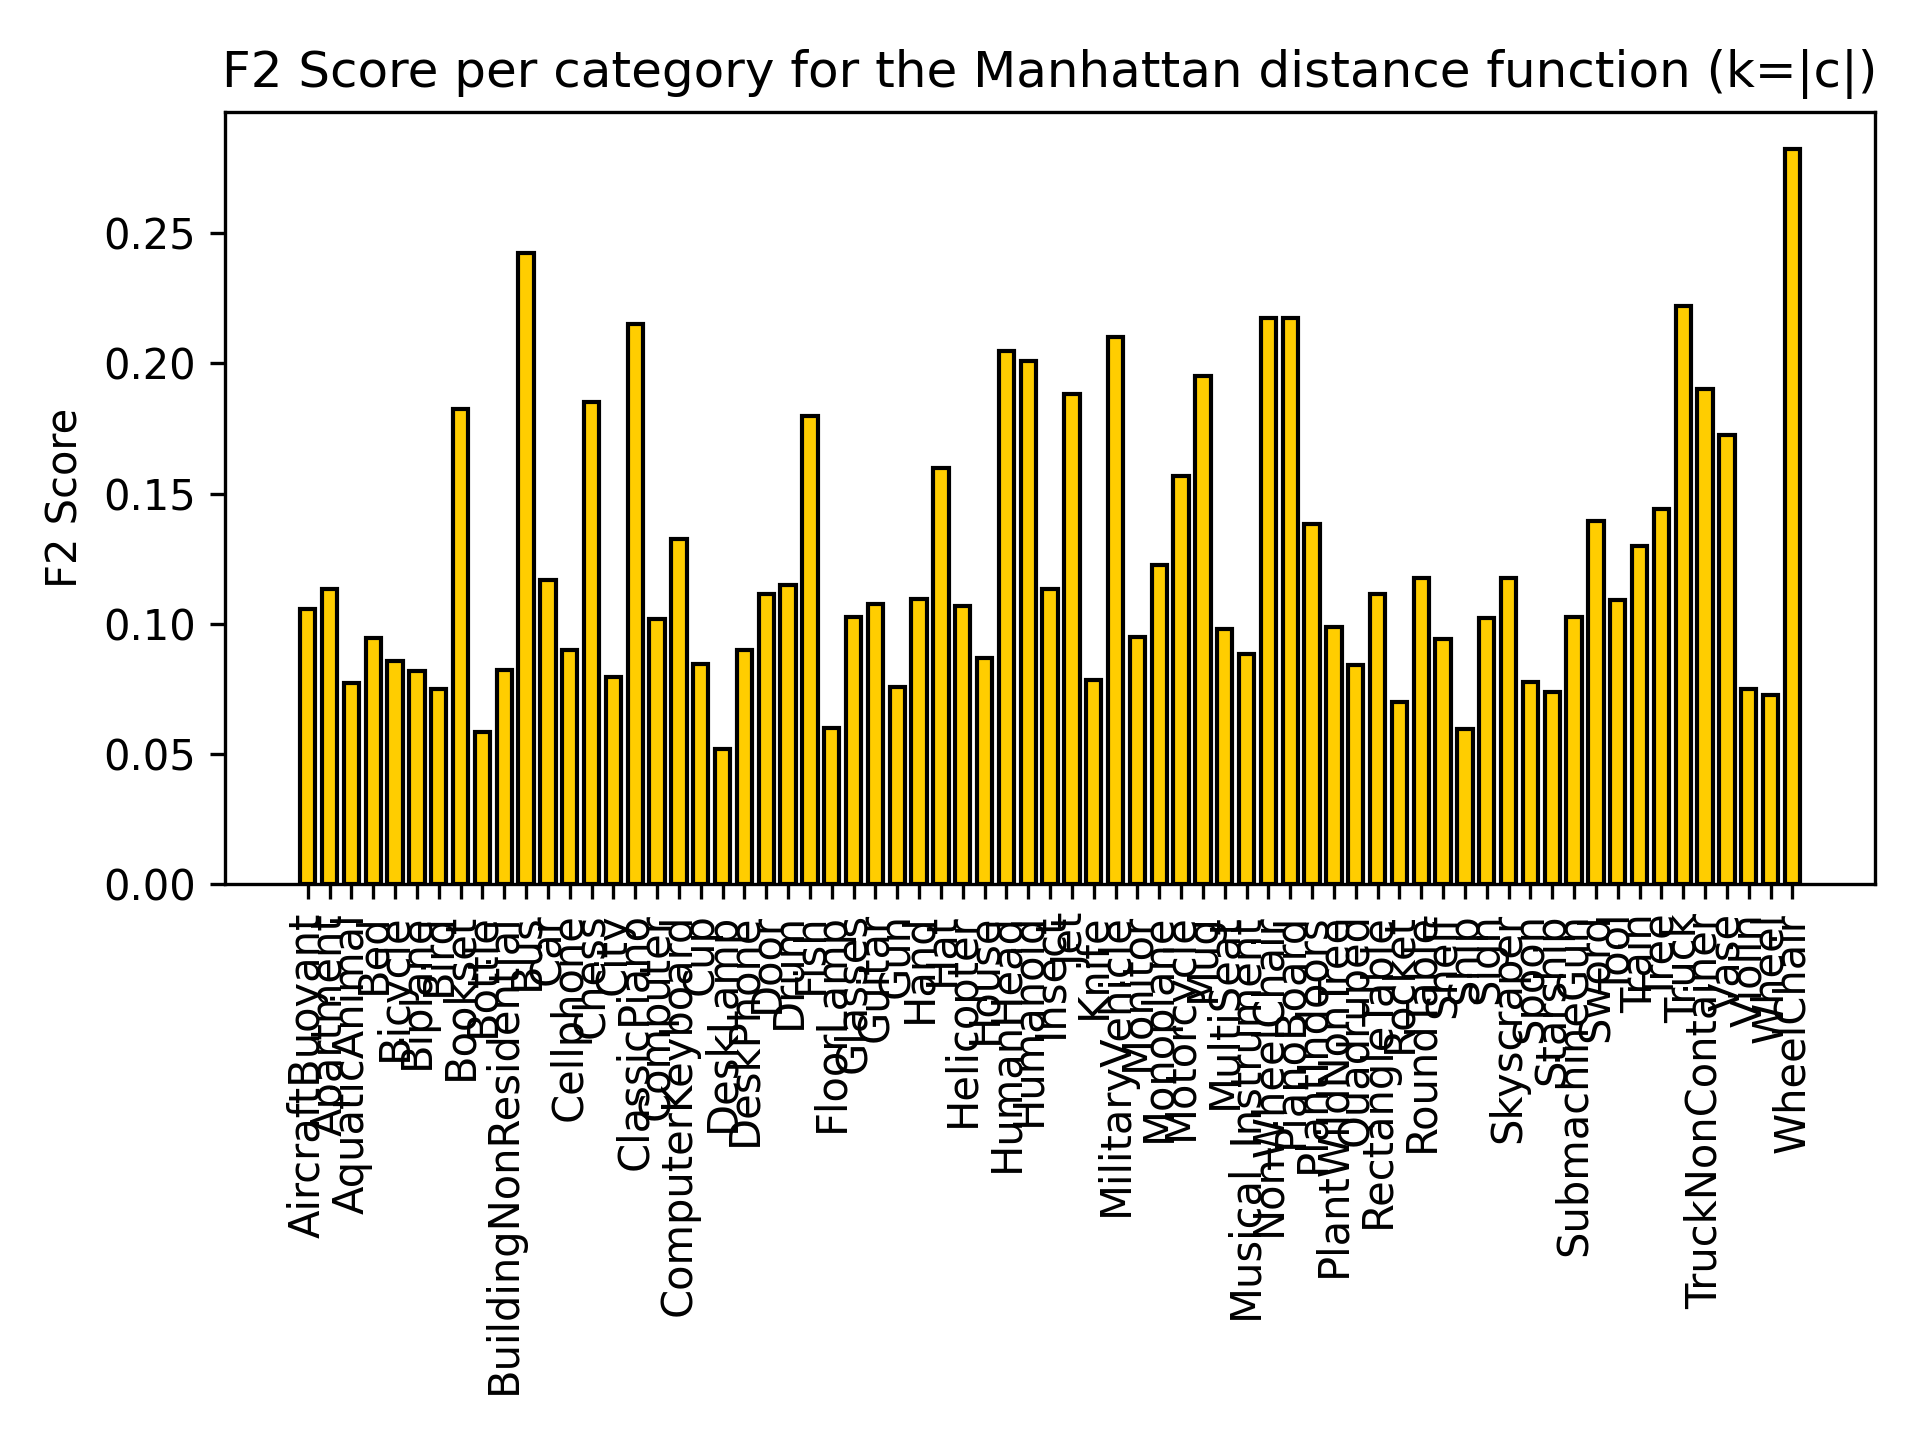 F2 Score per category for the Manhattan distance function (k=|c|)
F2 Score
0.25
0.20
0.15
0.10
0.05
0.00
AircraftBuoyant
Apartment
AquaticAnimal
Bed
Bicycle
Biplane
Bird
Bookset
Bottle
BuildingNonResidential
Bus
Car
Cellphone
Chess
City
ClassicPiano
Computer
ComputerKeyboard
Cup
DeskLamp
DeskPhone
Door
Drum
Fish
FloorLamp
Glasses
Guitar
Gun
Hand
Hat
Helicopter
House
HumanHead
Humanoid
Insect
Jet
Knife
MilitaryVehicle
Monitor
Monoplane
Motorcycle
Mug
MultiSeat
Musical_Instrument
Non-WheelChair
PianoBoard
PlantIndoors
PlantWildNonTree
Quadruped
RectangleTable
Rocket
RoundTable
Shelf
Ship
Sign
Skyscraper
Spoon
Starship
SubmachineGun
Sword
Tool
Train
Tree
Truck
TruckNonContainer
Vase
Violin
Wheel
WheelChair